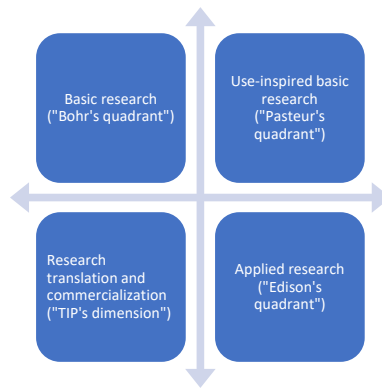 Basic research
("Bohr's quadrant")
Use-inspired basic
research
("Pasteur's
quadrant")
Research
translation and
commercialization
("TIP's dimension")
Applied research
("Edison's
quadrant")